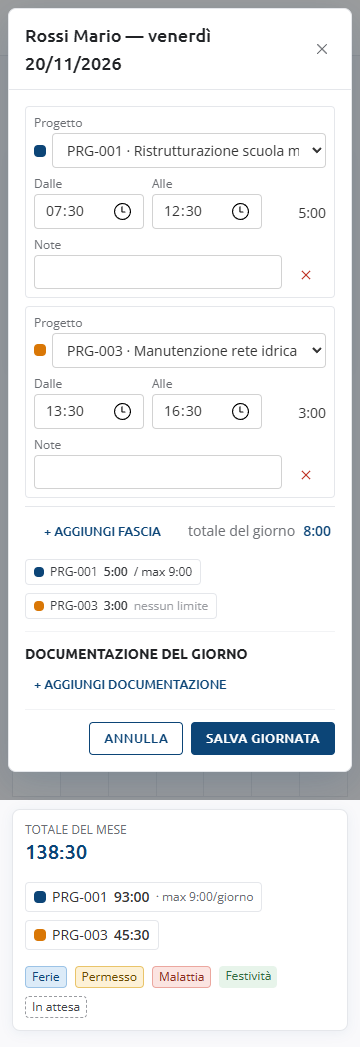 Rossi Mario — venerdì
20/11/2026
Progetto
PRG-001 · Ristrutturazione scuola m
Dalle
Alle
07:30
12:30
5:00
Note
Progetto
PRG-003 · Manutenzione rete idrica
Dalle
Alle
13:30
16:30
3:00
Note
+ AGGIUNGI FASCIA
totale del giorno 8:00
PRG-001 5:00 / max 9:00
PRG-003 3:00 nessun limite
DOCUMENTAZIONE DEL GIORNO
+ AGGIUNGI DOCUMENTAZIONE
ANNULLA
SALVA GIORNATA
TOTALE DEL MESE
138:30
PRG-001 93:00 · max 9:00/giorno
PRG-003 45:30
Ferie
Permesso
Malattia
Festività
In attesa